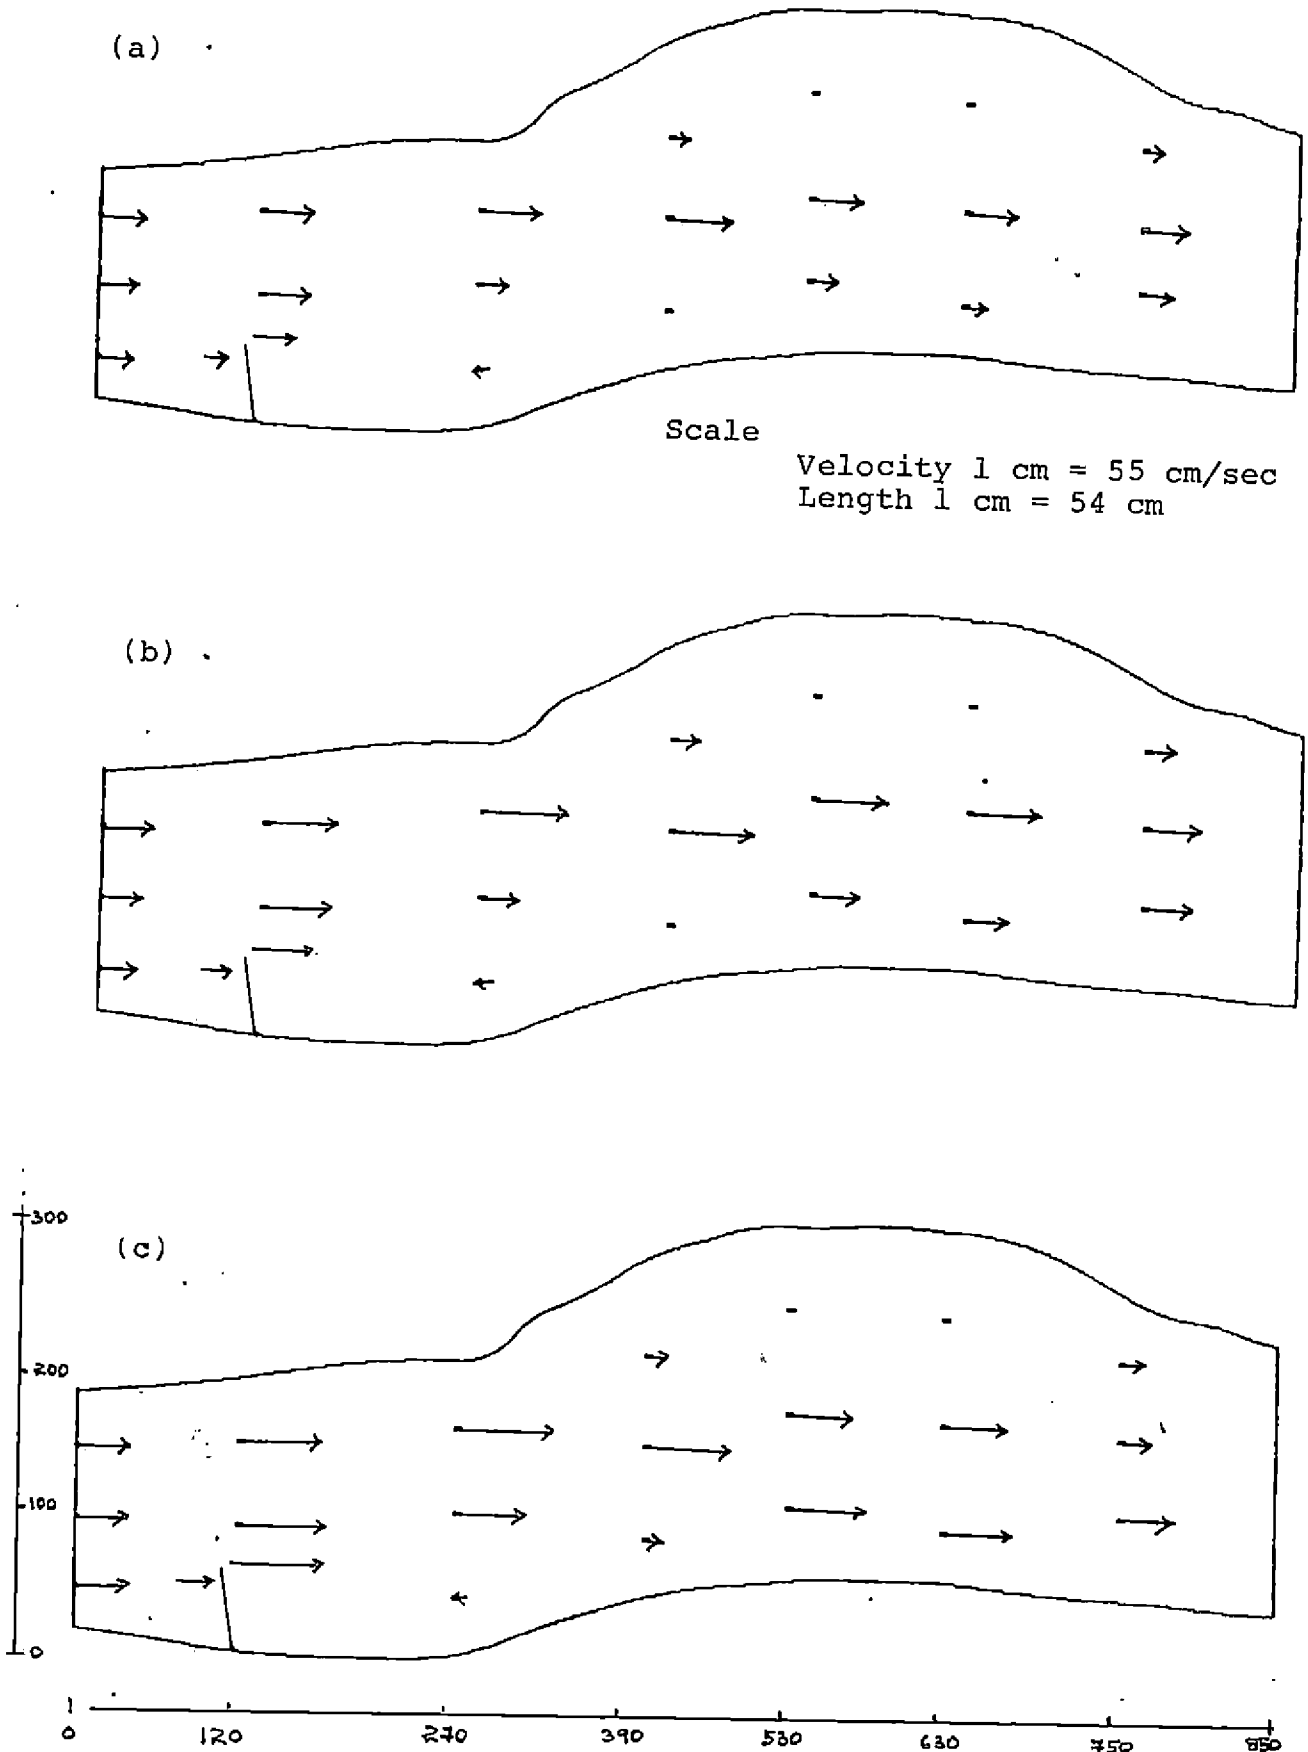 (a)
Scale
Velocity 1 cm = 55 cm/sec
Length 1 cm = 54 cm
(b)
300
(c)
200
100
0
0 120 270 390 530 630 750 850